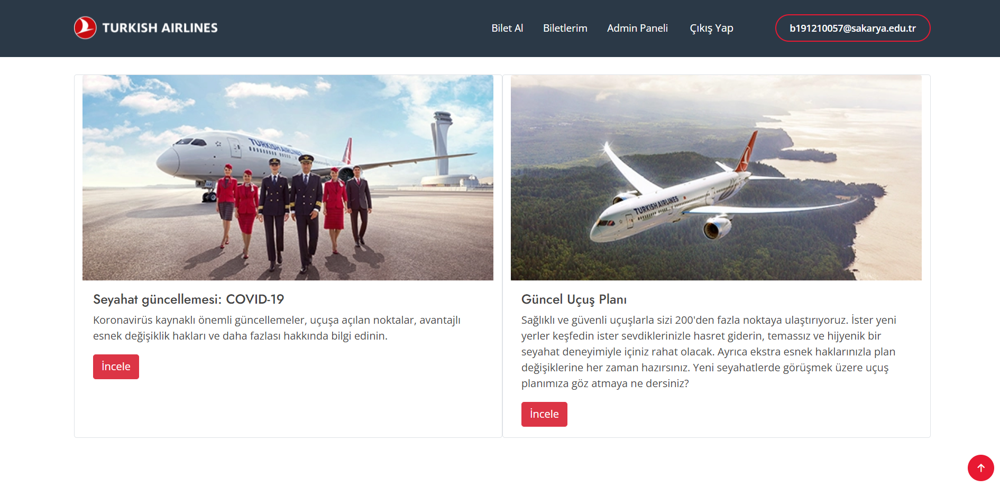 TURKISH AIRLINES
Bilet Al
Biletlerim
Admin Paneli
Çıkış Yap
b191210057@sakarya.edu.tr
TURKISH AIRLINES
Seyahat güncellemesi: COVID-19
Koronavirüs kaynaklı önemli güncellemeler, uçuşa açılan noktalar, avantajlı
esnek değişiklik hakları ve daha fazlası hakkında bilgi edinin.
İncele
TURKISH AIRLINES
Güncel Uçuş Planı
Sağlıklı ve güvenli uçuşlarla sizi 200'den fazla noktaya ulaştırıyoruz. İster yeni
yerler keşfedin ister sevdiklerinizle hasret giderin, temassız ve hijyenik bir
seyahat deneyimiyle içiniz rahat olacak. Ayrıca ekstra esnek haklarınızla plan
değişiklerine her zaman hazırsınız. Yeni seyahatlerde görüşmek üzere uçuş
planımıza göz atmaya ne dersiniz?
İncele